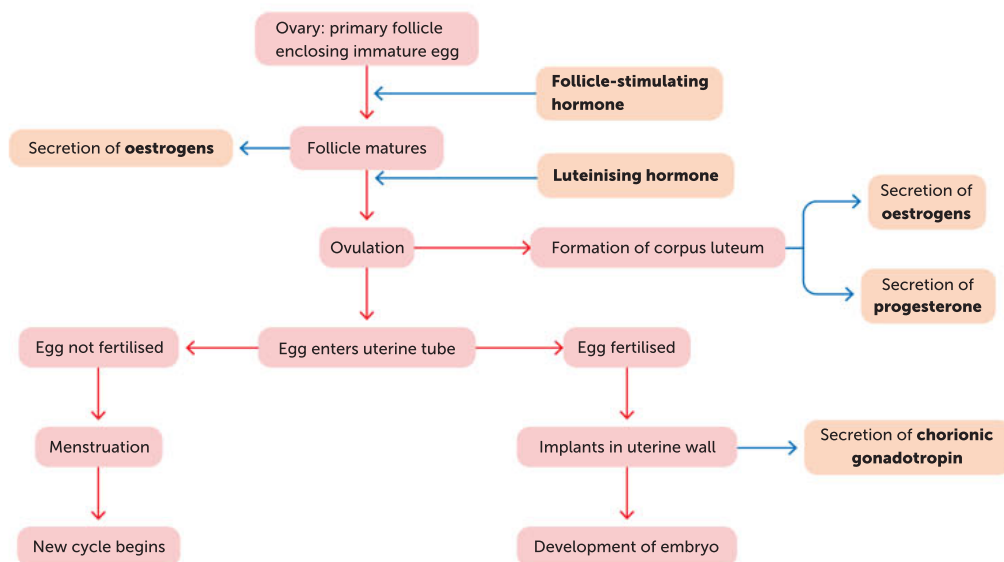 Ovary: primary follicle
enclosing immature egg
Follicle-stimulating
hormone
Secretion of oestrogens
Follicle matures
Luteinising hormone
Secretion of
oestrogens
Ovulation
Formation of corpus luteum
Secretion of
progesterone
Egg not fertilised
Egg enters uterine tube
Egg fertilised
Menstruation
Implants in uterine wall
Secretion of chorionic
gonadotropin
New cycle begins
Development of embryo